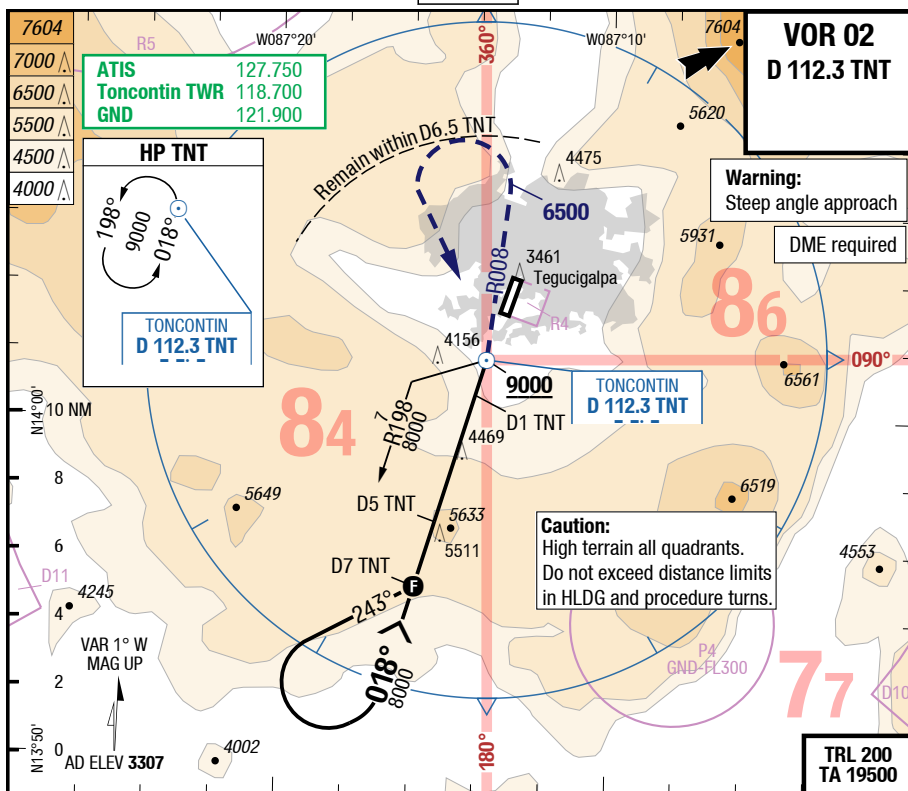 7604
7000
6500
5500
4500
4000
R5
W087°20'
360°
W087°10'
7604
VOR 02
D 112.3 TNT
ATIS 127.750
Toncontin TWR 118.700
GND 121.900
5620
HP TNT
198°
9000
018°
TONCONTIN
D 112.3 TNT
Remain within D6.5 TNT
4475
6500
R008
3461
Tegucigalpa
R4
Warning:
Steep angle approach
DME required
5931
86
4156
9000
TONCONTIN
D 112.3 TNT
090°
6561
N14°00'
10 NM
84
7
R198
8000
D1 TNT
4469
8
5649
D5 TNT
5633
5511
6519
6
D7 TNT
F
Caution:
High terrain all quadrants.
Do not exceed distance limits
in HLDG and procedure turns.
4553
D11
4245
4
243°
018°
8000
P4
GND-FL300
VAR 1° W
MAG UP
2
77
D10
N13°50'
0
4002
180°
AD ELEV 3307
TRL 200
TA 19500